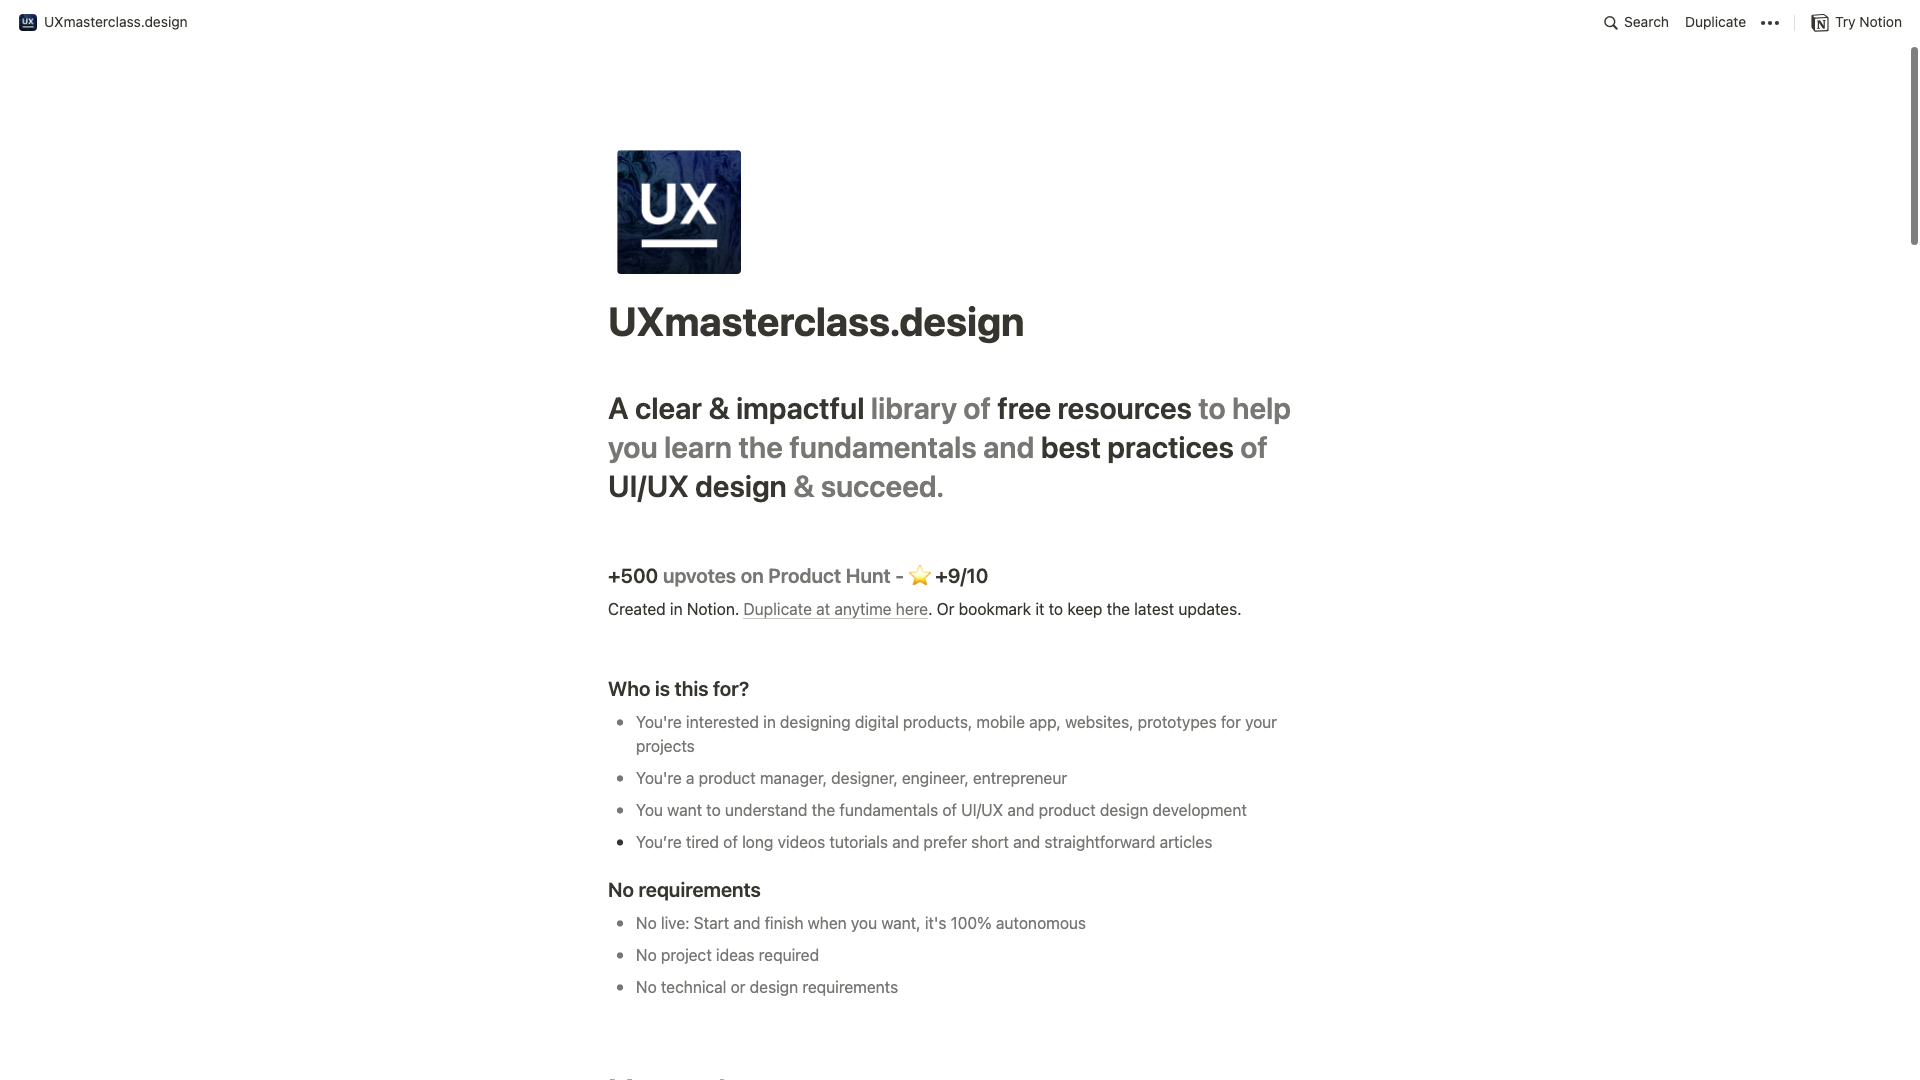 UX UXmasterclass.design
Search Duplicate Try Notion
UX
UXmasterclass.design
A clear & impactful library of free resources to help
you learn the fundamentals and best practices of
UI/UX design & succeed.
+500 upvotes on Product Hunt - ⭐ +9/10
Created in Notion. Duplicate at anytime here. Or bookmark it to keep the latest updates.
Who is this for?
• You're interested in designing digital products, mobile app, websites, prototypes for your
projects
• You're a product manager, designer, engineer, entrepreneur
• You want to understand the fundamentals of UI/UX and product design development
• You’re tired of long videos tutorials and prefer short and straightforward articles
No requirements
• No live: Start and finish when you want, it's 100% autonomous
• No project ideas required
• No technical or design requirements